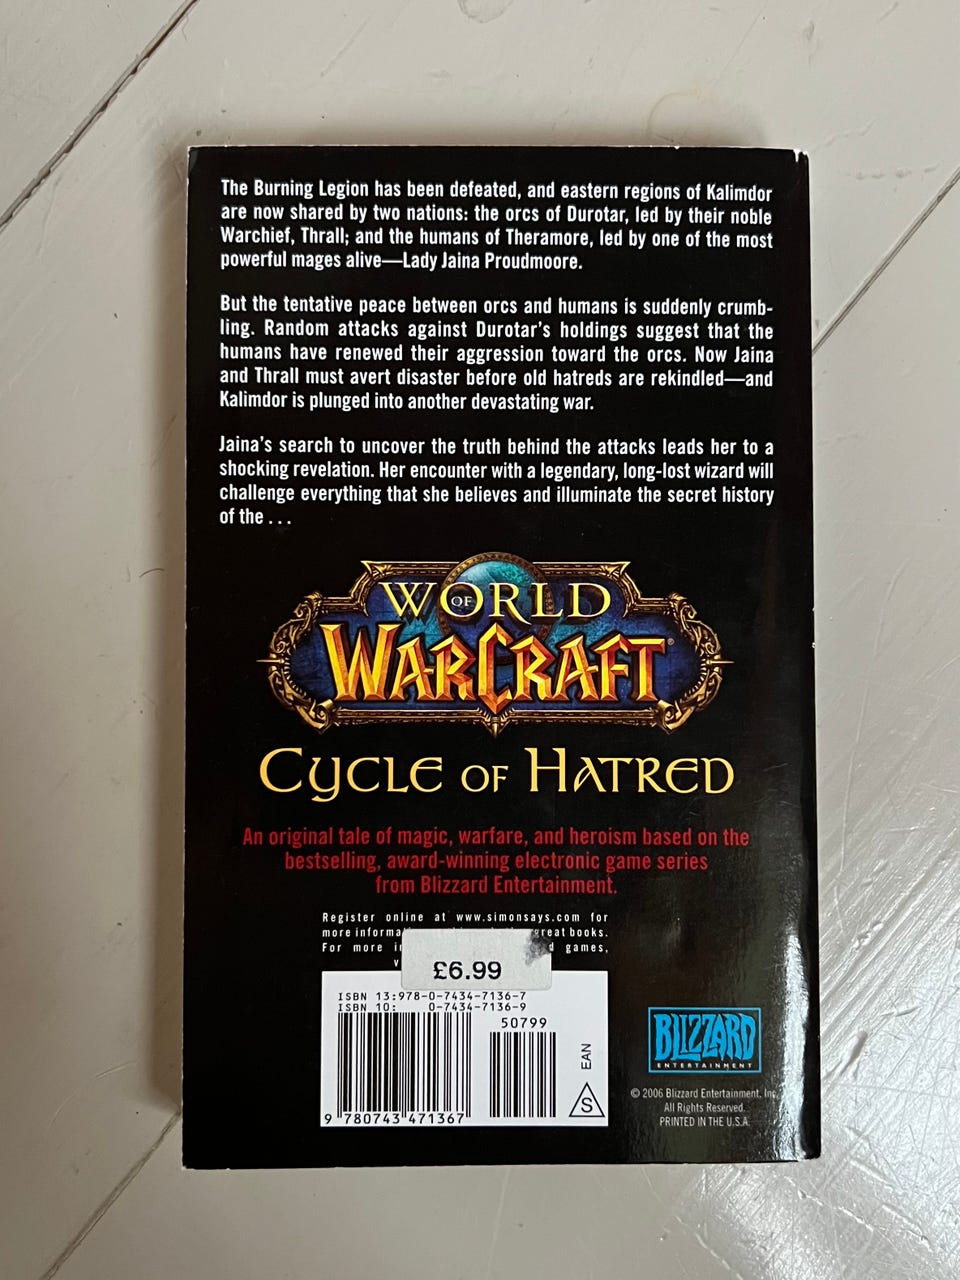 The Burning Legion has been defeated, and eastern regions of Kalimdor
are now shared by two nations: the orcs of Durotar, led by their noble
Warchief, Thrall; and the humans of Theramore, led by one of the most
powerful mages alive—Lady Jaina Proudmoore.
But the tentative peace between orcs and humans is suddenly crumb-
ling. Random attacks against Durotar's holdings suggest that the
humans have renewed their aggression toward the orcs. Now Jaina
and Thrall must avert disaster before old hatreds are rekindled—and
Kalimdor is plunged into another devastating war.
Jaina's search to uncover the truth behind the attacks leads her to a
shocking revelation. Her encounter with a legendary, long-lost wizard will
challenge everything that she believes and illuminate the secret history
of the . . .
WORLD OF
WARCRAFT®
CYCLE OF HATRED
An original tale of magic, warfare, and heroism based on the
bestselling, award-winning electronic game series
from Blizzard Entertainment.
Register online at www.simonsays.com for
more great books.
For more games,
£6.99
ISBN 13:978-0-7434-7136-7
ISBN 10: 0-7434-7136-9
50799
9 780743 471367
EAN
S
BLIZZARD
ENTERTAINMENT
© 2006 Blizzard Entertainment, Inc.
All Rights Reserved.
PRINTED IN THE U.S.A.